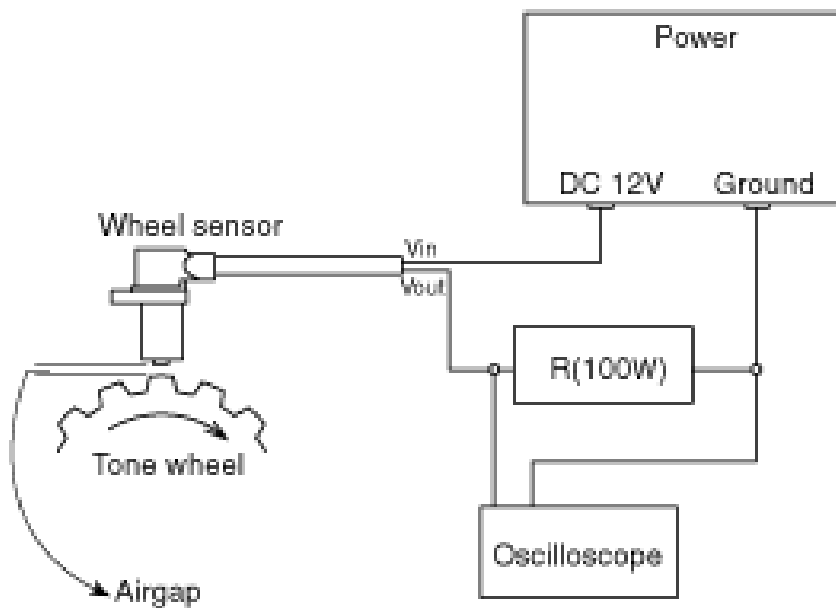 Power
DC 12V Ground
Wheel sensor
Vin
Vout
R(100W)
Tone wheel
Oscilloscope
Airgap